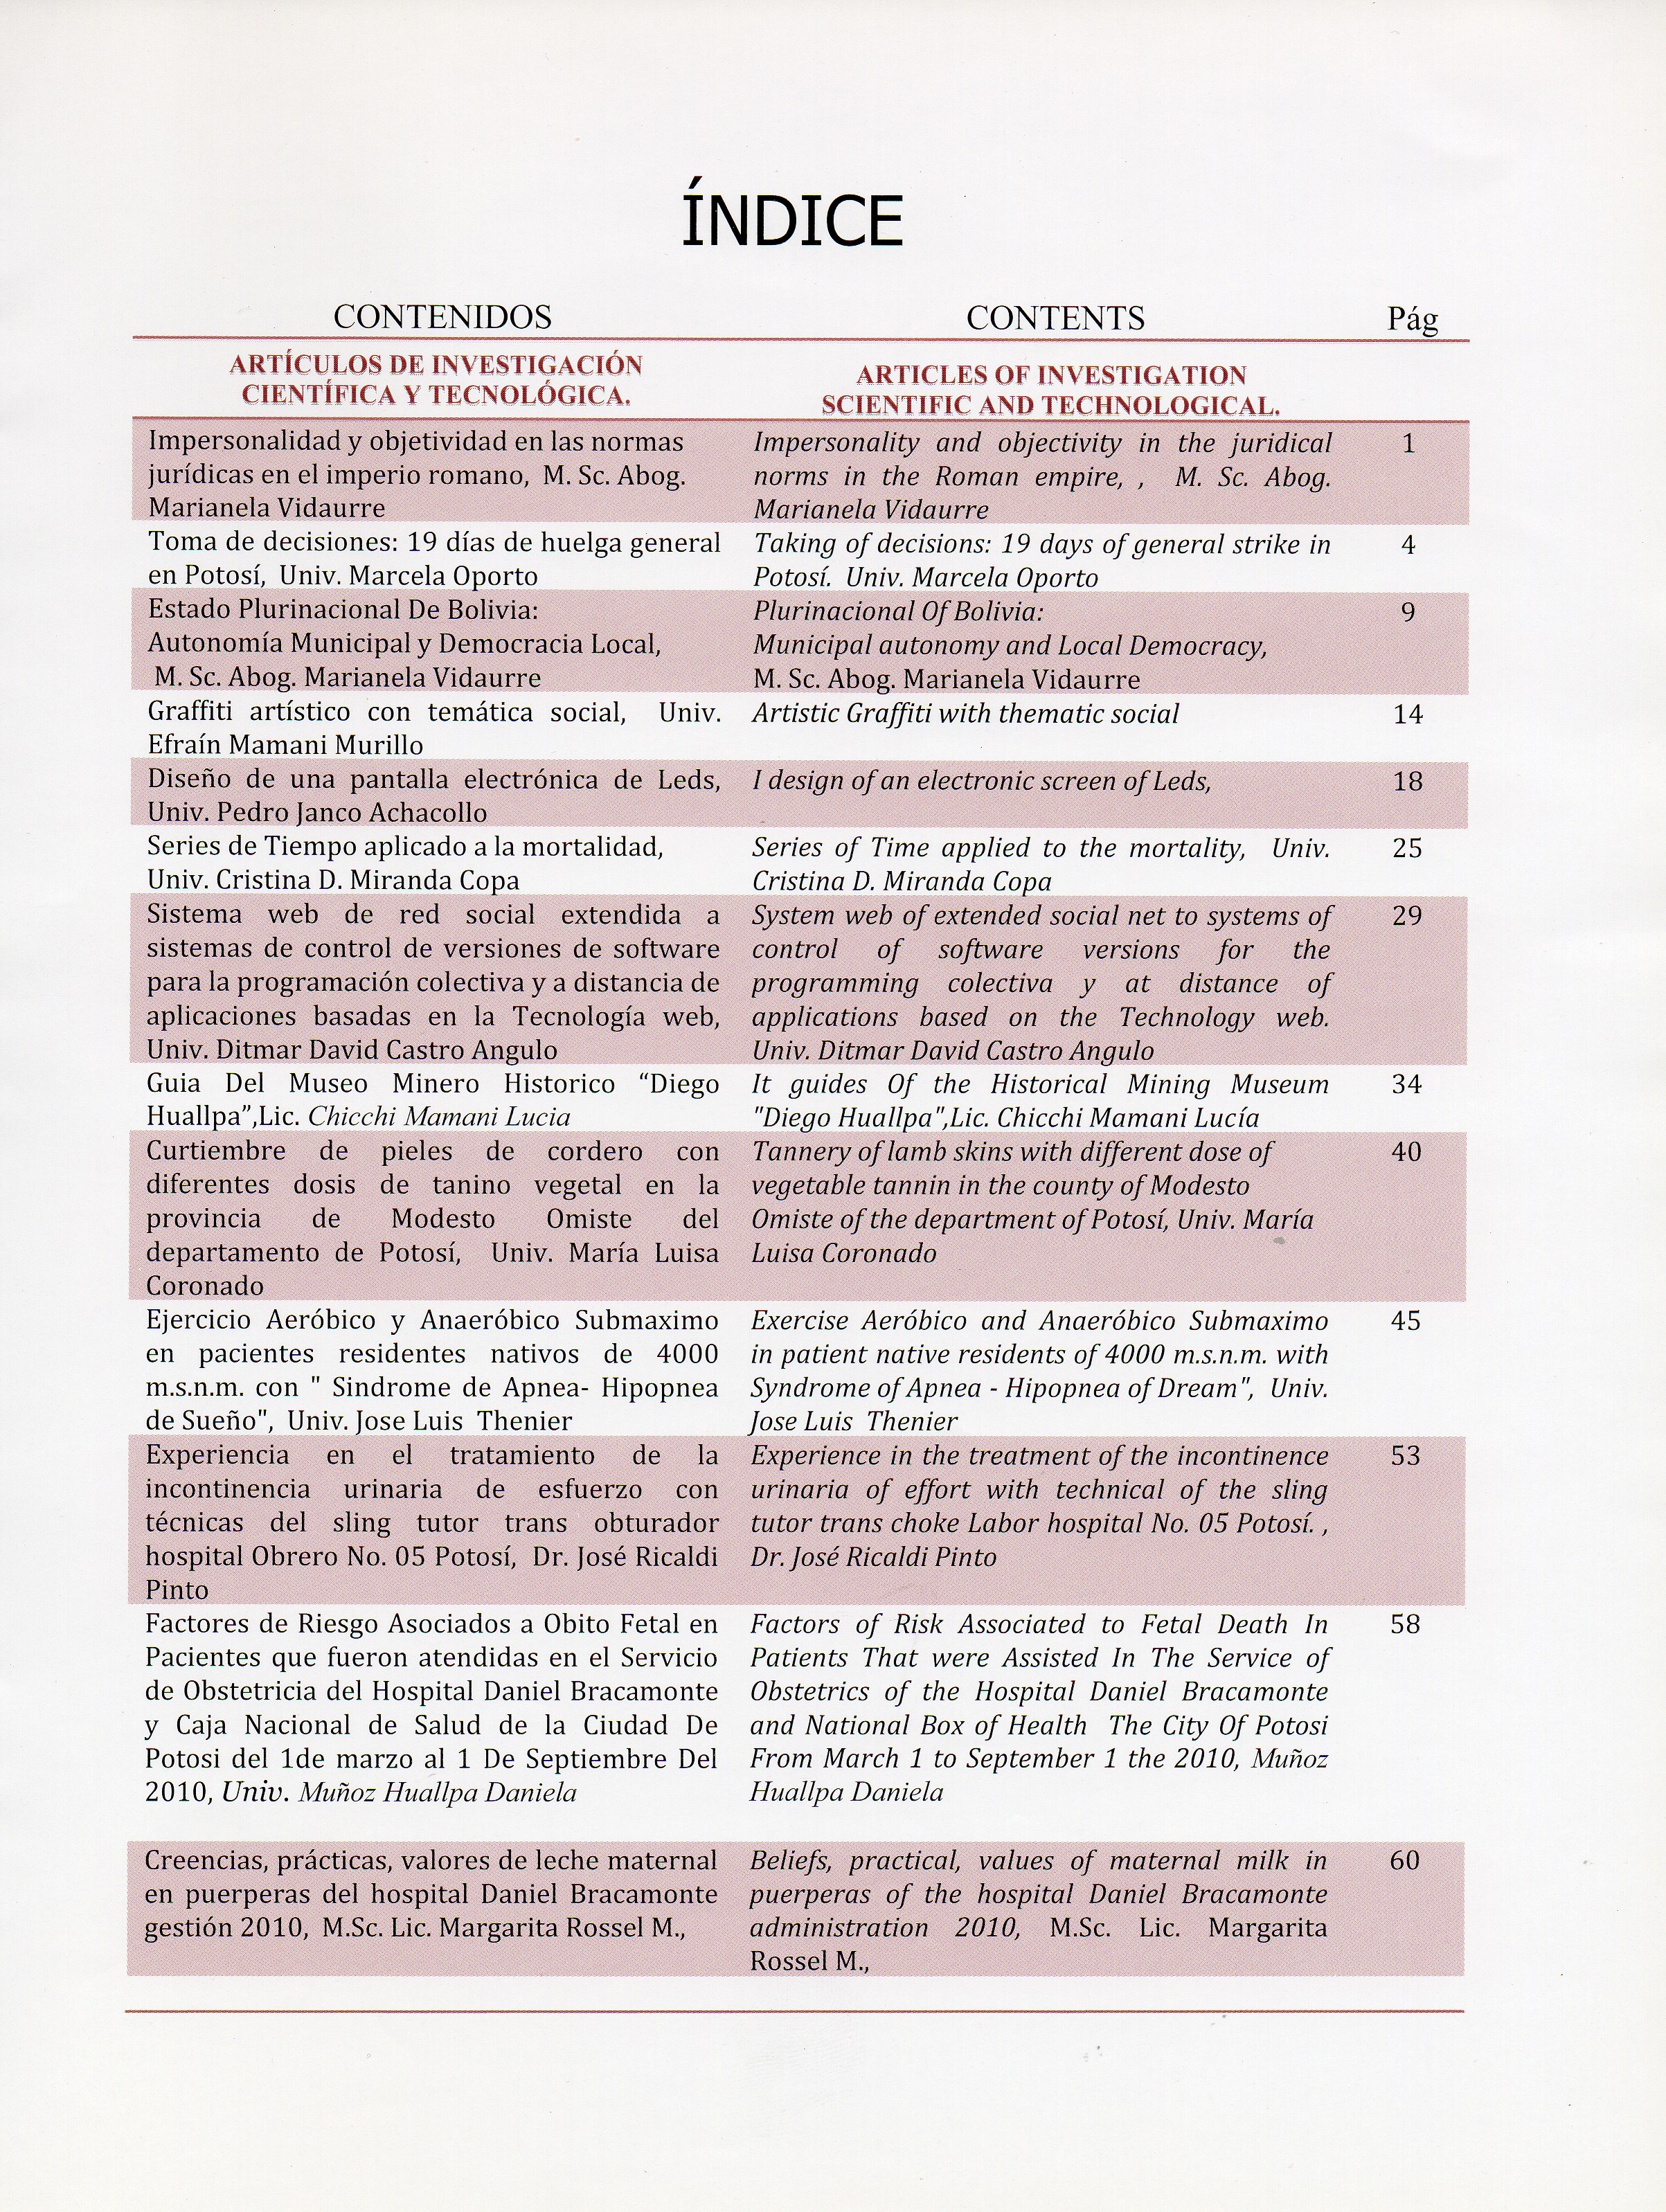 ÍNDICE
CONTENIDOS CONTENTS Pág
ARTÍCULOS DE INVESTIGACIÓN
CIENTÍFICA Y TECNOLÓGICA.
ARTICLES OF INVESTIGATION
SCIENTIFIC AND TECHNOLOGICAL.
Impersonalidad y objetividad en las normas
jurídicas en el imperio romano, M. Sc. Abog.
Marianela Vidaurre
Impersonality and objectivity in the juridical
norms in the Roman empire, , M. Sc. Abog.
Marianela Vidaurre
1
Toma de decisiones: 19 días de huelga general
en Potosí, Univ. Marcela Oporto
Taking of decisions: 19 days of general strike in
Potosí. Univ. Marcela Oporto
4
Estado Plurinacional De Bolivia:
Autonomía Municipal y Democracia Local,
M. Sc. Abog. Marianela Vidaurre
Plurinacional Of Bolivia:
Municipal autonomy and Local Democracy,
M. Sc. Abog. Marianela Vidaurre
9
Graffiti artístico con temática social, Univ.
Efraín Mamani Murillo
Artistic Graffiti with thematic social
14
Diseño de una pantalla electrónica de Leds,
Univ. Pedro Janco Achacollo
I design of an electronic screen of Leds,
18
Series de Tiempo aplicado a la mortalidad,
Univ. Cristina D. Miranda Copa
Series of Time applied to the mortality, Univ.
Cristina D. Miranda Copa
25
Sistema web de red social extendida a
sistemas de control de versiones de software
para la programación colectiva y a distancia de
aplicaciones basadas en la Tecnología web,
Univ. Ditmar David Castro Angulo
System web of extended social net to systems of
control of software versions for the
programming colectiva y at distance of
applications based on the Technology web.
Univ. Ditmar David Castro Angulo
29
Guia Del Museo Minero Historico “Diego
Huallpa”,Lic. Chicchi Mamani Lucia
It guides Of the Historical Mining Museum
"Diego Huallpa",Lic. Chicchi Mamani Lucía
34
Curtiembre de pieles de cordero con
diferentes dosis de tanino vegetal en la
provincia de Modesto Omiste del
departamento de Potosí, Univ. María Luisa
Coronado
Tannery of lamb skins with different dose of
vegetable tannin in the county of Modesto
Omiste of the department of Potosí, Univ. María
Luisa Coronado
40
Ejercicio Aeróbico y Anaeróbico Submaximo
en pacientes residentes nativos de 4000
m.s.n.m. con " Sindrome de Apnea- Hipopnea
de Sueño", Univ. Jose Luis Thenier
Exercise Aeróbico and Anaeróbico Submaximo
in patient native residents of 4000 m.s.n.m. with
Syndrome of Apnea - Hipopnea of Dream", Univ.
Jose Luis Thenier
45
Experiencia en el tratamiento de la
incontinencia urinaria de esfuerzo con
técnicas del sling tutor trans obturador
hospital Obrero No. 05 Potosí, Dr. José Ricaldi
Pinto
Experience in the treatment of the incontinence
urinaria of effort with technical of the sling
tutor trans choke Labor hospital No. 05 Potosí. ,
Dr. José Ricaldi Pinto
53
Factores de Riesgo Asociados a Obito Fetal en
Pacientes que fueron atendidas en el Servicio
de Obstetricia del Hospital Daniel Bracamonte
y Caja Nacional de Salud de la Ciudad De
Potosi del 1de marzo al 1 De Septiembre Del
2010, Univ. Muñoz Huallpa Daniela
Factors of Risk Associated to Fetal Death In
Patients That were Assisted In The Service of
Obstetrics of the Hospital Daniel Bracamonte
and National Box of Health The City Of Potosi
From March 1 to September 1 the 2010, Muñoz
Huallpa Daniela
58
Creencias, prácticas, valores de leche maternal
en puerperas del hospital Daniel Bracamonte
gestión 2010, M.Sc. Lic. Margarita Rossel M.,
Beliefs, practical, values of maternal milk in
puerperas of the hospital Daniel Bracamonte
administration 2010, M.Sc. Lic. Margarita
Rossel M.,
60